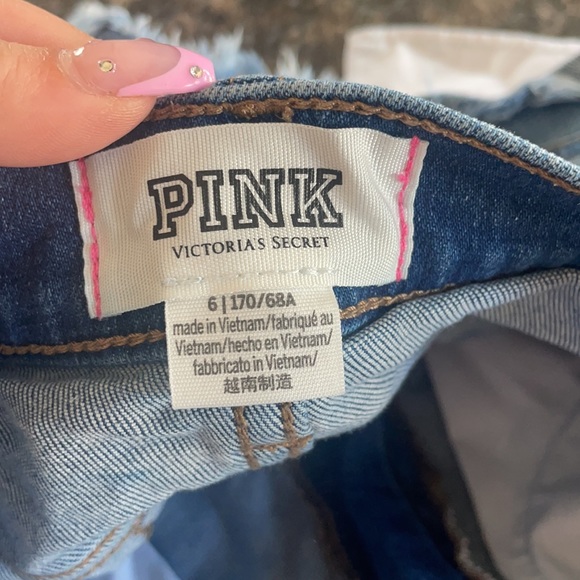 PINK
VICTORIA'S SECRET
6 | 170/68A
made in Vietnam/fabriqué au
Vietnam/hecho en Vietnam/
fabbricato in Vietnam/
越南制造